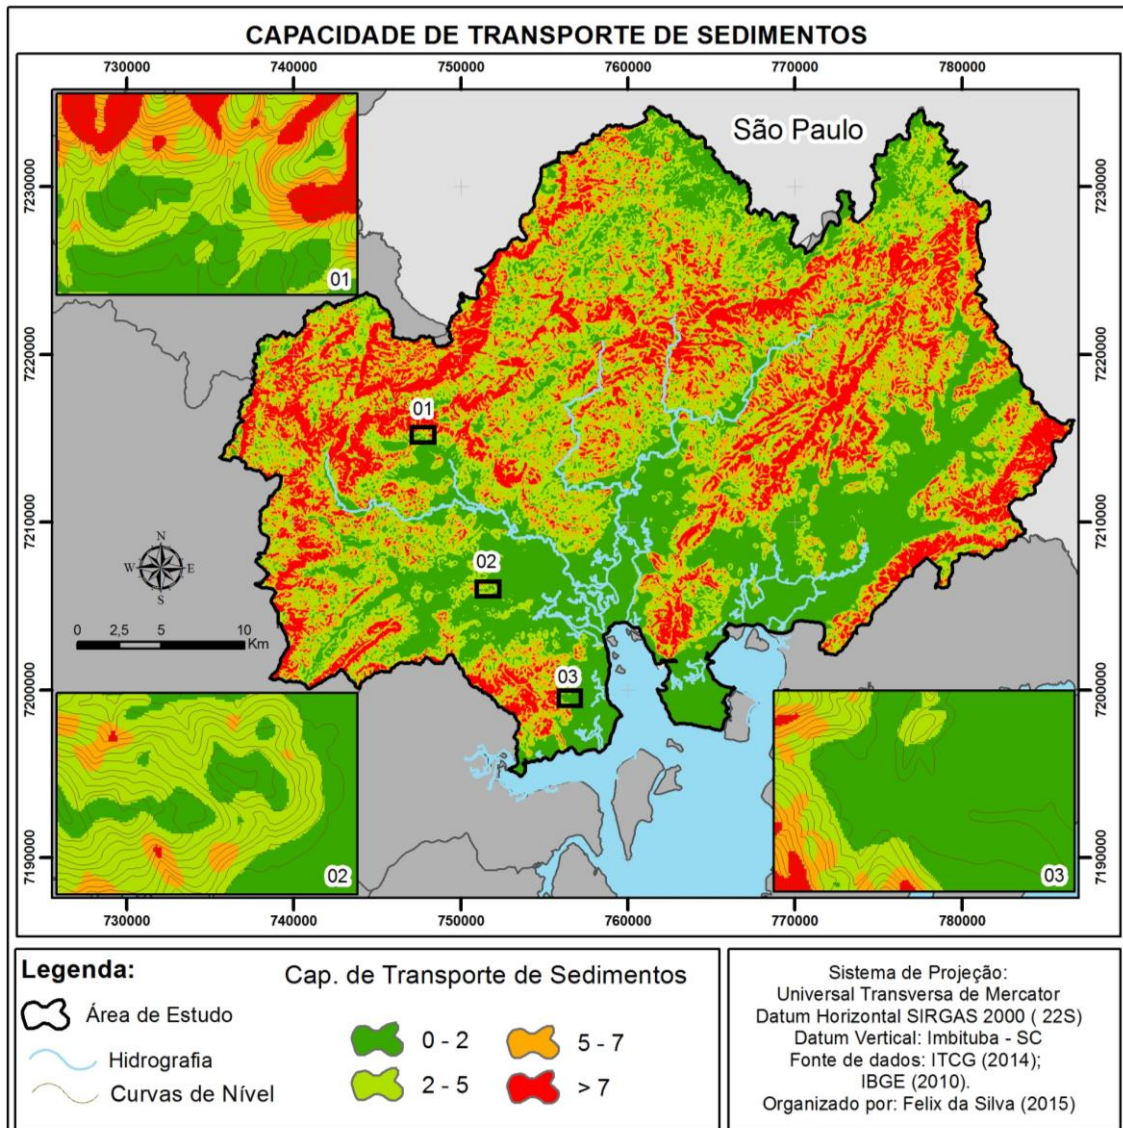 CAPACIDADE DE TRANSPORTE DE SEDIMENTOS
730000 740000 750000 760000 770000 780000
São Paulo
7230000 7230000
01
7220000 7220000
01
7210000 7210000
N
W E
S
02
0 2,5 5 10
Km
03
7200000 7200000
7190000 7190000
02
03
730000 740000 750000 760000 770000 780000
Legenda:
Área de Estudo
Hidrografia
Curvas de Nível
Cap. de Transporte de Sedimentos
0 - 2
5 - 7
2 - 5
> 7
Sistema de Projeção:
Universal Transversa de Mercator
Datum Horizontal SIRGAS 2000 ( 22S)
Datum Vertical: Imbituba - SC
Fonte de dados: ITCG (2014);
IBGE (2010).
Organizado por: Felix da Silva (2015)